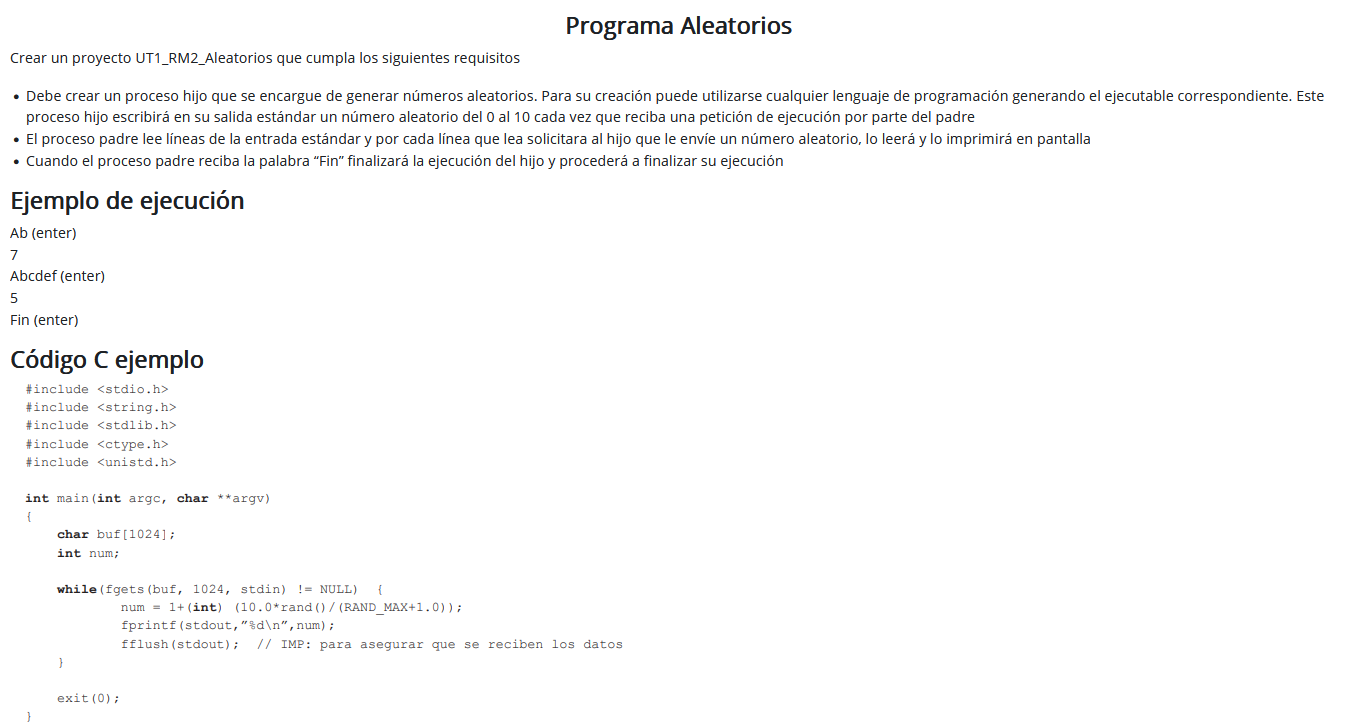 Programa Aleatorios
Crear un proyecto UT1_RM2_Aleatorios que cumpla los siguientes requisitos
• Debe crear un proceso hijo que se encargue de generar números aleatorios. Para su creación puede utilizarse cualquier lenguaje de programación generando el ejecutable correspondiente. Este
proceso hijo escribirá en su salida estándar un número aleatorio del 0 al 10 cada vez que reciba una petición de ejecución por parte del padre
• El proceso padre lee líneas de la entrada estándar y por cada línea que lea solicitara al hijo que le envíe un número aleatorio, lo leerá y lo imprimirá en pantalla
• Cuando el proceso padre reciba la palabra “Fin” finalizará la ejecución del hijo y procederá a finalizar su ejecución
Ejemplo de ejecución
Ab (enter)
7
Abcdef (enter)
5
Fin (enter)
Código C ejemplo
#include <stdio.h>
#include <string.h>
#include <stdlib.h>
#include <ctype.h>
#include <unistd.h>
int main(int argc, char **argv)
{
char buf[1024];
int num;
while(fgets(buf, 1024, stdin) != NULL) {
num = 1+(int) (10.0*rand()/(RAND_MAX+1.0));
fprintf(stdout,”%d\n”,num);
fflush(stdout); // IMP: para asegurar que se reciben los datos
}
exit(0);
}